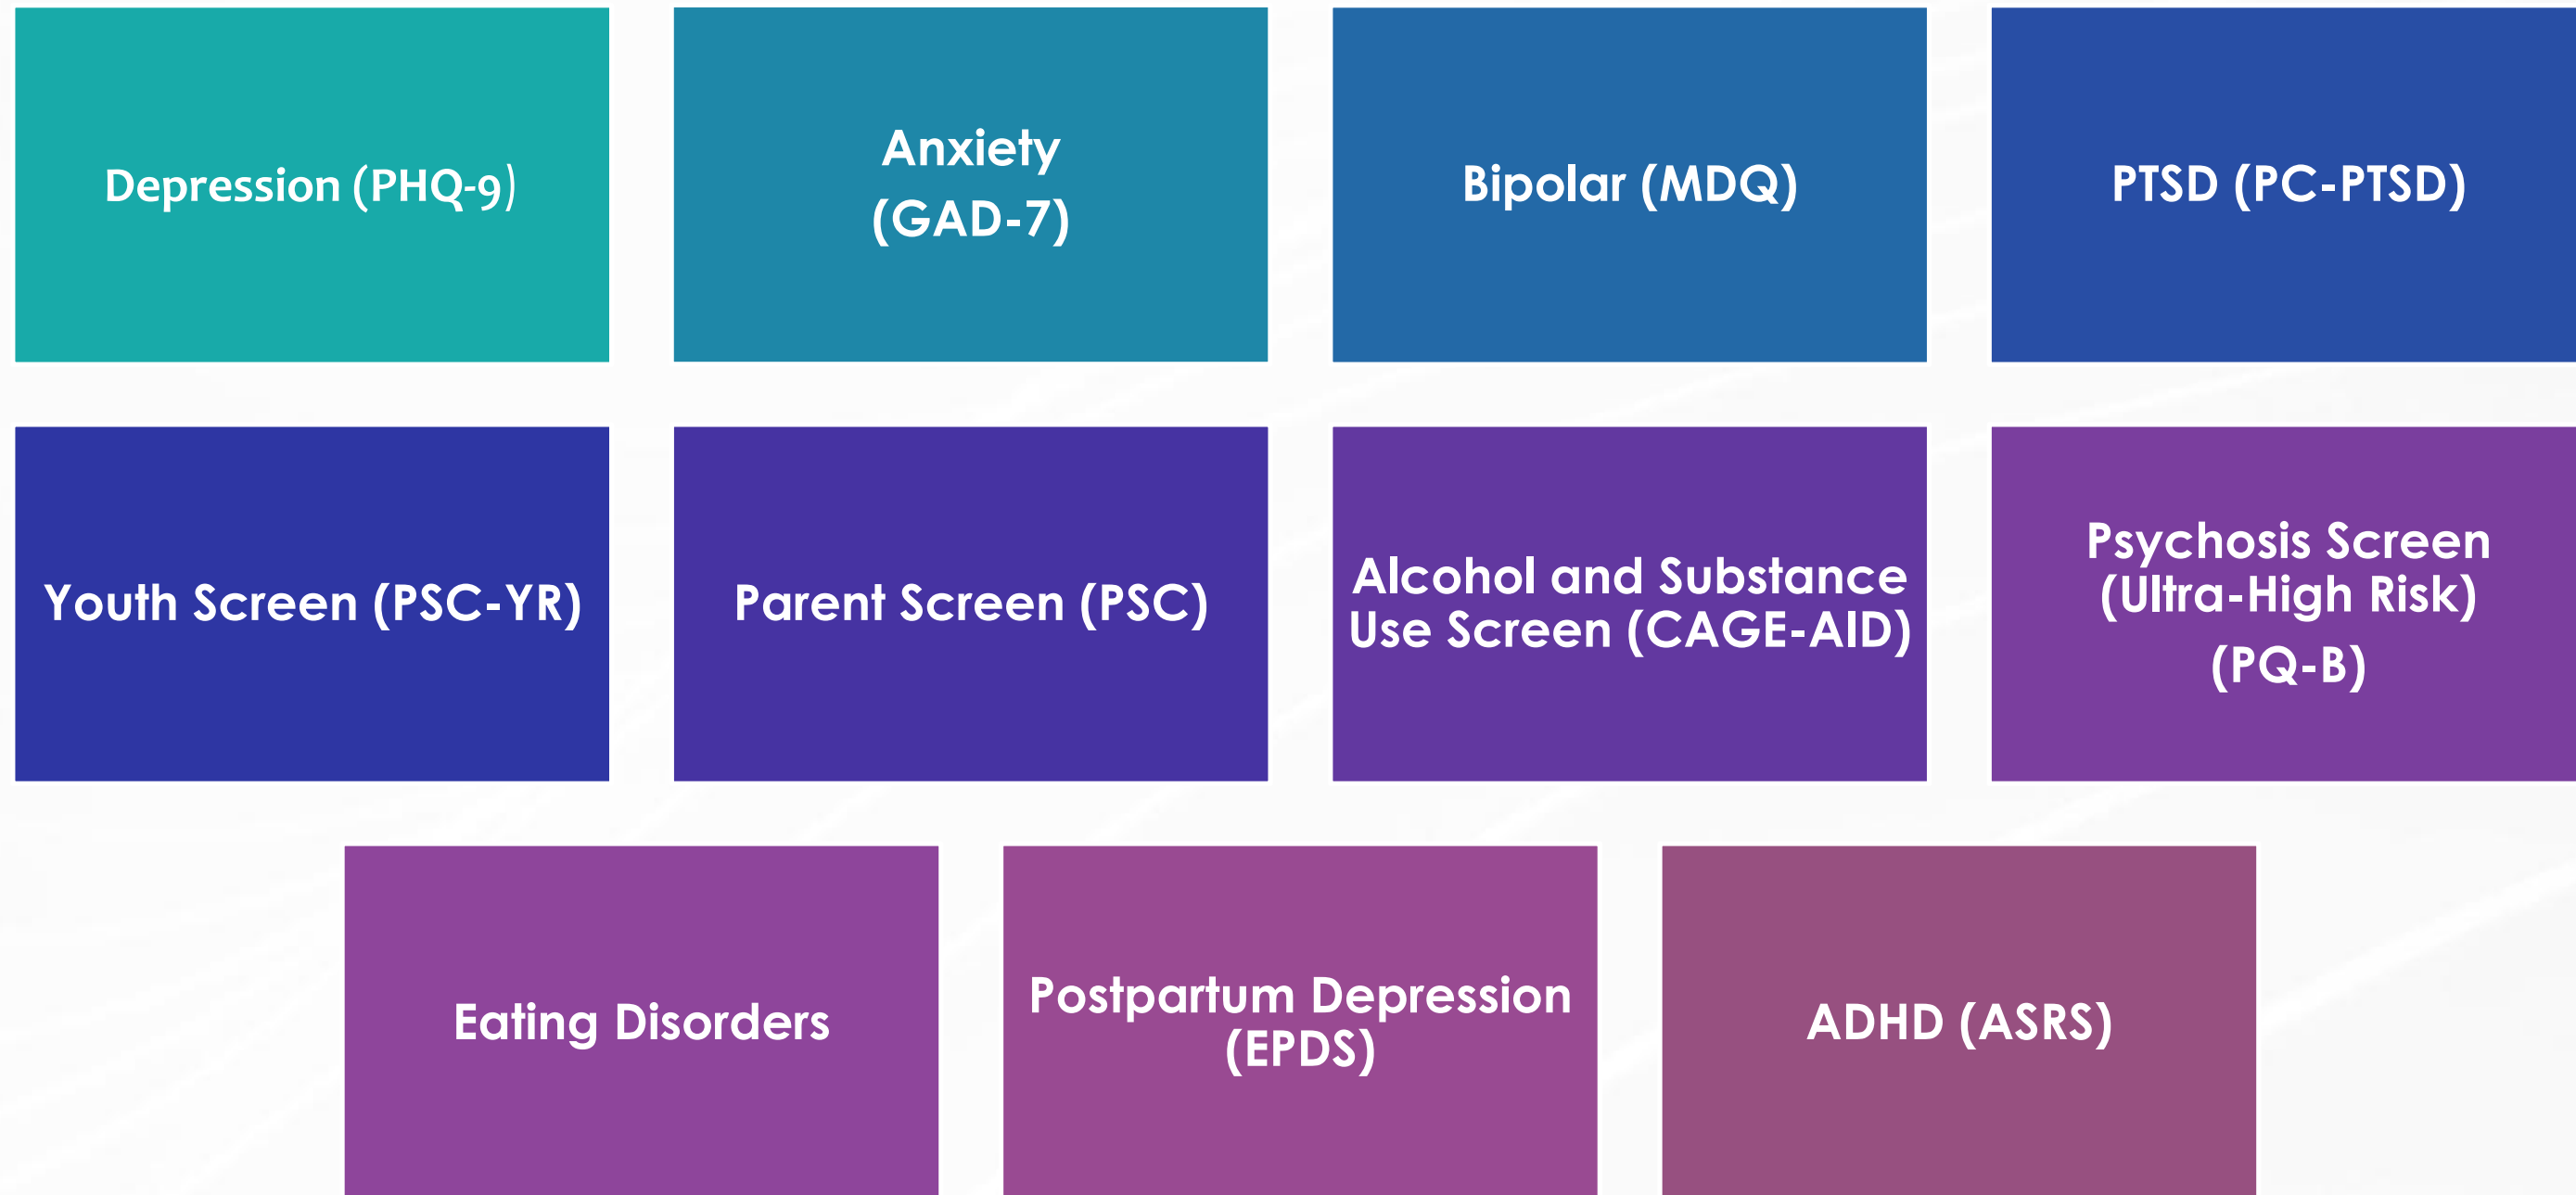 Depression (PHQ-9)
Anxiety
(GAD-7)
Bipolar (MDQ)
PTSD (PC-PTSD)
Youth Screen (PSC-YR)
Parent Screen (PSC)
Alcohol and Substance
Use Screen (CAGE-AID)
Psychosis Screen
(Ultra-High Risk)
(PQ-B)
Eating Disorders
Postpartum Depression
(EPDS)
ADHD (ASRS)